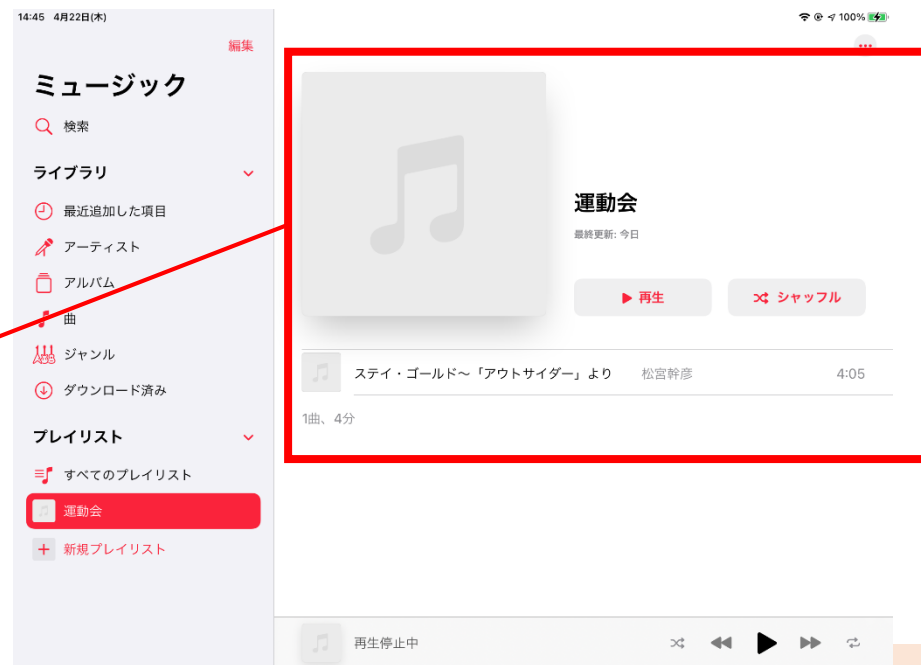 14:45 4月22日(木)
100%
編集
ミュージック
検索
ライブラリ
最近追加した項目
アーティスト
アルバム
曲
ジャンル
ダウンロード済み
プレイリスト
すべてのプレイリスト
運動会
新規プレイリスト
運動会
最終更新: 今日
再生 シャッフル
ステイ・ゴールド～「アウトサイダー」より 松宮幹彦 4:05
1曲、4分
再生停止中